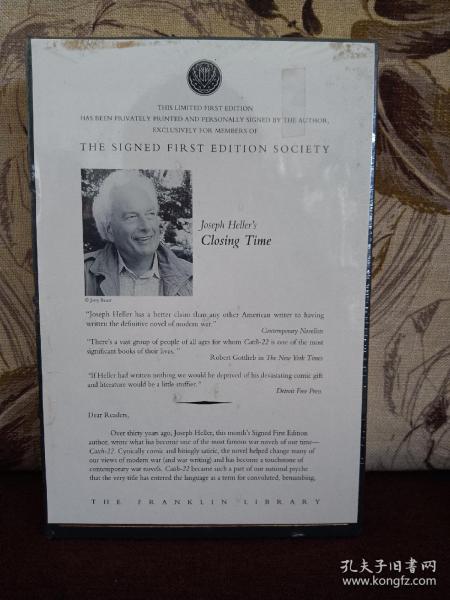 THIS LIMITED FIRST EDITION
HAS BEEN PRIVATELY PRINTED AND PERSONALLY SIGNED BY THE AUTHOR,
EXCLUSIVELY FOR MEMBERS OF
THE SIGNED FIRST EDITION SOCIETY
Joseph Heller's
Closing Time
© Jerry Bauer
"Joseph Heller has a better claim than any other American writer to having
written the definitive novel of modern war."
Contemporary Novelists
"There's a vast group of people of all ages for whom Catch-22 is one of the most
significant books of their lives."
Robert Gottlieb in The New York Times
"If Heller had written nothing we would be deprived of his devastating comic gift
and literature would be a little stuffier."
Detroit Free Press
Dear Readers,
Over thirty years ago, Joseph Heller, this month's Signed First Edition
author, wrote what has become one of the most famous war novels of our time—
Catch-22. Cynically comic and bitingly satiric, the novel helped change many of
our views of modern war (and war writing) and has become a touchstone of
contemporary war novels. Catch-22 became such a part of our national psyche
that the very title has entered the language as a term for convoluted, benumbing,
THE FRANKLIN LIBRARY
孔夫子旧书网
www.kongfz.com